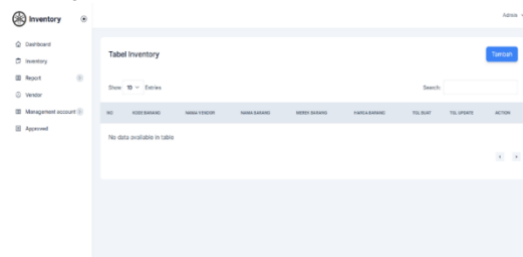 Inventory
Admin
Dashboard
Inventory
Report
Vendor
Management account
Approved
Tabel Inventory
Tambah
Show 10 Entries
Search:
NO KODE BARANG NAMA VENDOR NAMA BARANG MEREK BARANG HARGA BARANG TGL BUAT TGL UPDATE ACTION
No data available in table